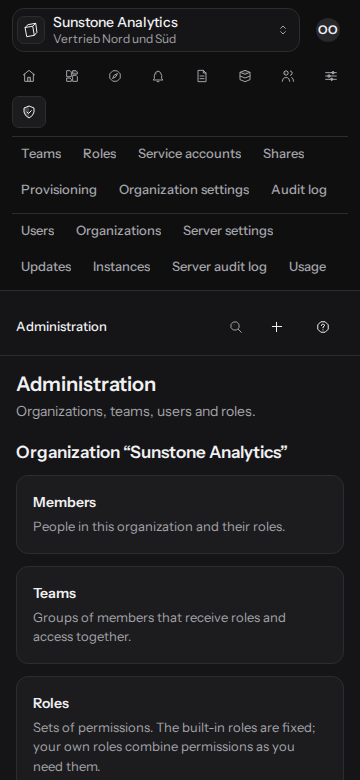 Sunstone Analytics
Vertrieb Nord und Süd
OO
Teams Roles Service accounts Shares
Provisioning Organization settings Audit log
Users Organizations Server settings
Updates Instances Server audit log Usage
Administration
Administration
Organizations, teams, users and roles.
Organization “Sunstone Analytics”
Members
People in this organization and their roles.
Teams
Groups of members that receive roles and
access together.
Roles
Sets of permissions. The built-in roles are fixed;
your own roles combine permissions as you
need them.